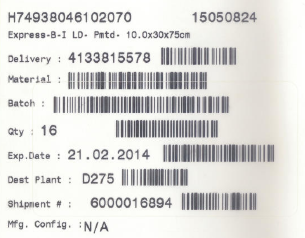 H74938046102070 15050824
Express-B-I LD- Pmtd- 10.0x30x75cm
Delivery : 4133815578
Material :
Batch :
Qty : 16
Exp.Date : 21.02.2014
Dest Plant : D275
Shipment # : 6000016894
Mfg. Config. :N/A